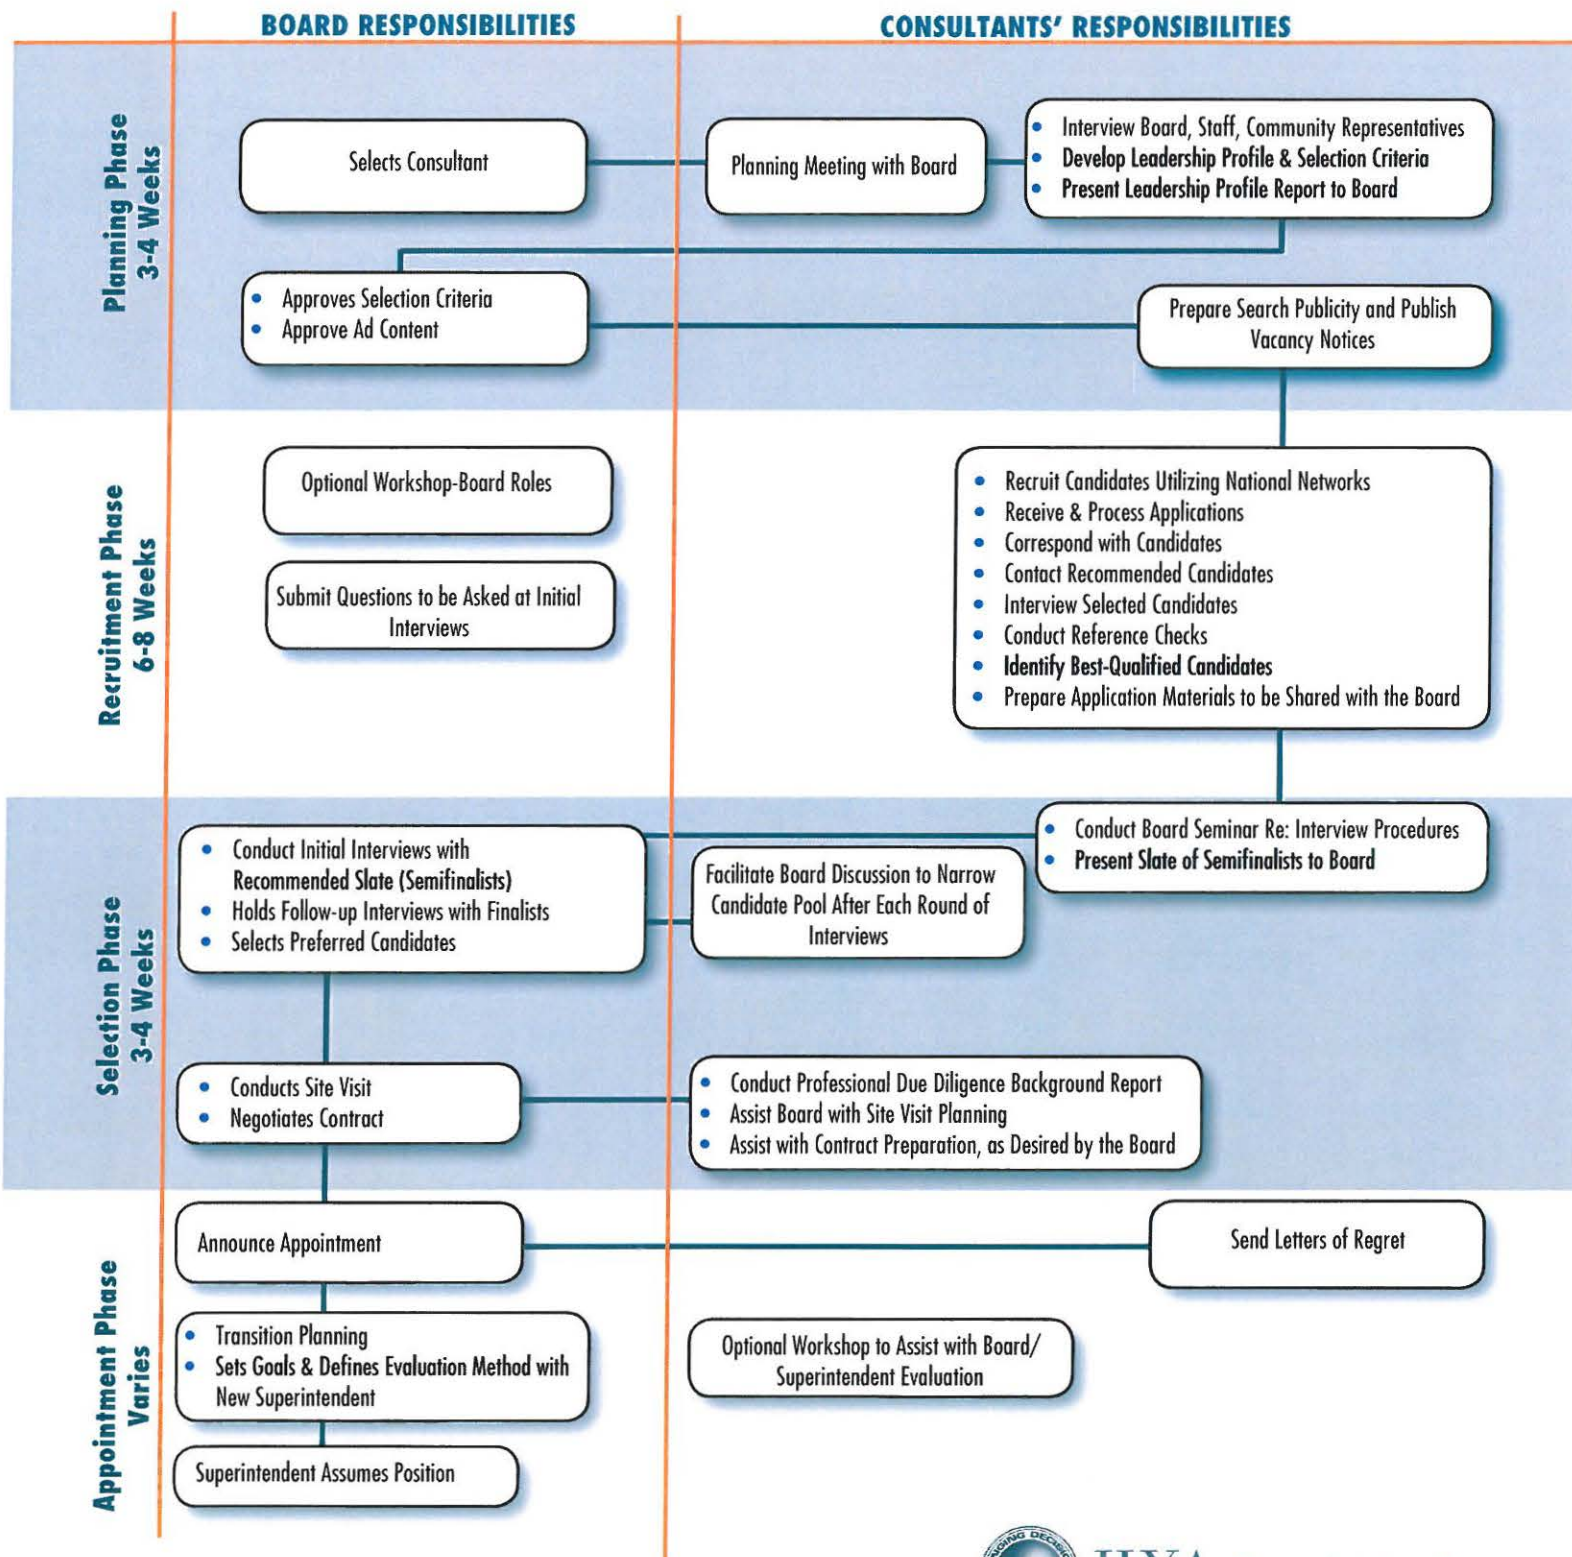 BOARD RESPONSIBILITIES
CONSULTANTS' RESPONSIBILITIES
Planning Phase
3-4 Weeks
Selects Consultant
Planning Meeting with Board
• Interview Board, Staff, Community Representatives
• Develop Leadership Profile & Selection Criteria
• Present Leadership Profile Report to Board
• Approves Selection Criteria
• Approve Ad Content
Prepare Search Publicity and Publish
Vacancy Notices
Recruitment Phase
6-8 Weeks
Optional Workshop-Board Roles
Submit Questions to be Asked at Initial
Interviews
• Recruit Candidates Utilizing National Networks
• Receive & Process Applications
• Correspond with Candidates
• Contact Recommended Candidates
• Interview Selected Candidates
• Conduct Reference Checks
• Identify Best-Qualified Candidates
• Prepare Application Materials to be Shared with the Board
Selection Phase
3-4 Weeks
• Conduct Initial Interviews with
Recommended Slate (Semifinalists)
• Holds Follow-up Interviews with Finalists
• Selects Preferred Candidates
Facilitate Board Discussion to Narrow
Candidate Pool After Each Round of
Interviews
• Conduct Board Seminar Re: Interview Procedures
• Present Slate of Semifinalists to Board
• Conducts Site Visit
• Negotiates Contract
• Conduct Professional Due Diligence Background Report
• Assist Board with Site Visit Planning
• Assist with Contract Preparation, as Desired by the Board
Appointment Phase
Varies
Announce Appointment
Send Letters of Regret
• Transition Planning
• Sets Goals & Defines Evaluation Method with
New Superintendent
Optional Workshop to Assist with Board/
Superintendent Evaluation
Superintendent Assumes Position